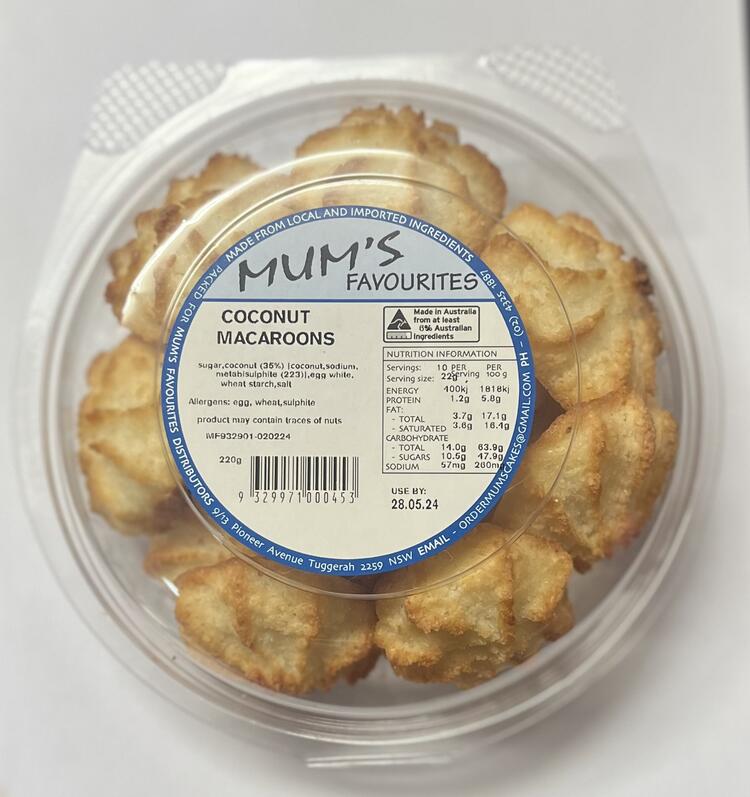 MADE FROM LOCAL AND IMPORTED INGREDIENTS
MUM'S
FAVOURITES
COCONUT
MACAROONS
Made in Australia
from at least
6% Australian
Ingredients
sugar,coconut (35%) [coconut,sodium,
metabisulphite (223)],egg white,
wheat starch,salt
Allergens: egg, wheat,sulphite
product may contain traces of nuts
MF932901-020224
220g
9 329971 000453
NUTRITION INFORMATION
Servings: 10 PER PER
Serving size: 22g Serving 100 g
ENERGY 400kj 1818kj
PROTEIN 1.2g 5.8g
FAT:
- TOTAL 3.7g 17.1g
- SATURATED 3.6g 16.4g
CARBOHYDRATE
- TOTAL 14.0g 63.9g
- SUGARS 10.5g 47.9g
SODIUM 57mg 260mg
USE BY:
28.05.24
PACKED FOR MUM'S FAVOURITES DISTRIBUTORS 9/13 Pioneer Avenue Tuggerah 2259 NSW EMAIL - ORDERMUMSCAKES@GMAIL.COM PH - (02) 4325 1887